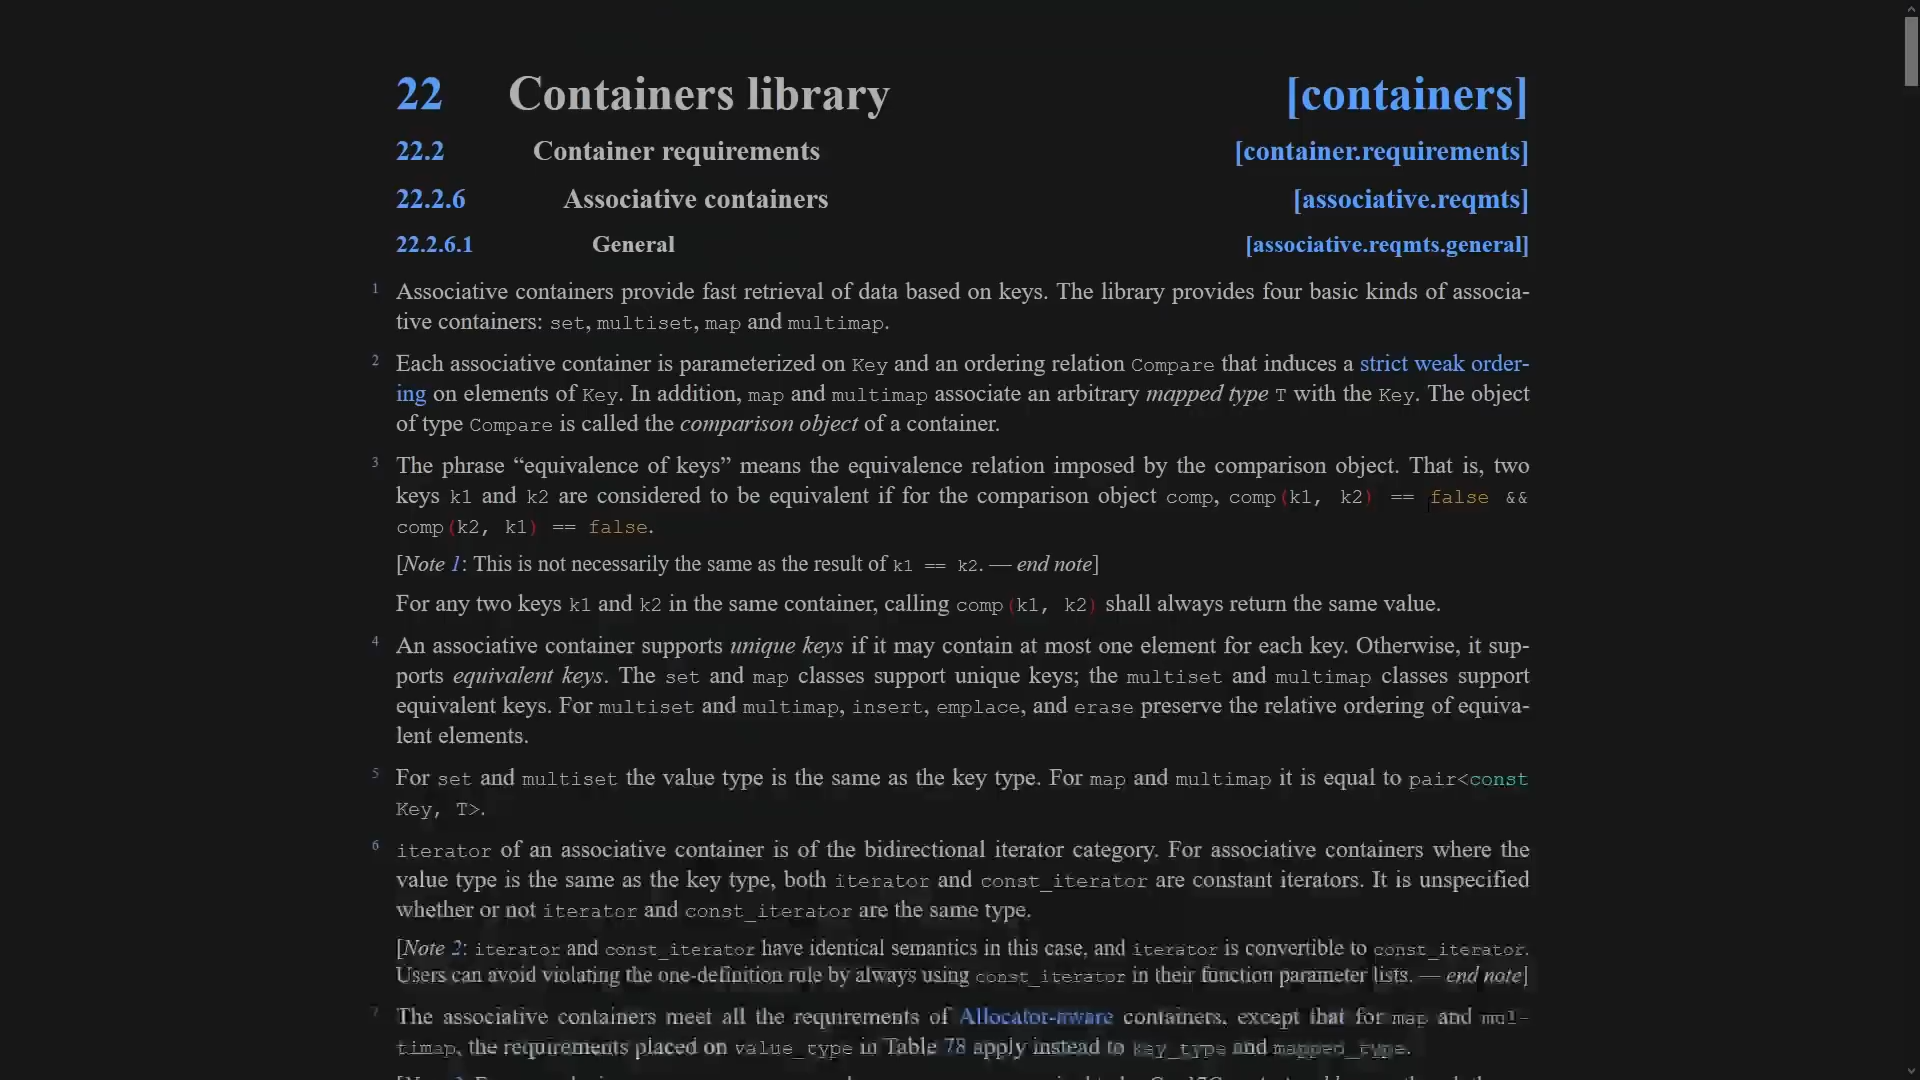 22 Containers library [containers]
22.2 Container requirements [container.requirements]
22.2.6 Associative containers [associative.reqmts]
22.2.6.1 General [associative.reqmts.general]
1 Associative containers provide fast retrieval of data based on keys. The library provides four basic kinds of associa-
tive containers: set, multiset, map and multimap.
2 Each associative container is parameterized on Key and an ordering relation Compare that induces a strict weak order-
ing on elements of Key. In addition, map and multimap associate an arbitrary mapped type T with the Key. The object
of type Compare is called the comparison object of a container.
3 The phrase “equivalence of keys” means the equivalence relation imposed by the comparison object. That is, two
keys k1 and k2 are considered to be equivalent if for the comparison object comp, comp(k1, k2) == false &&
comp(k2, k1) == false.
[Note 1: This is not necessarily the same as the result of k1 == k2. — end note]
For any two keys k1 and k2 in the same container, calling comp(k1, k2) shall always return the same value.
4 An associative container supports unique keys if it may contain at most one element for each key. Otherwise, it sup-
ports equivalent keys. The set and map classes support unique keys; the multiset and multimap classes support
equivalent keys. For multiset and multimap, insert, emplace, and erase preserve the relative ordering of equiva-
lent elements.
5 For set and multiset the value type is the same as the key type. For map and multimap it is equal to pair<const
Key, T>.
6 iterator of an associative container is of the bidirectional iterator category. For associative containers where the
value type is the same as the key type, both iterator and const_iterator are constant iterators. It is unspecified
whether or not iterator and const_iterator are the same type.
[Note 2: iterator and const_iterator have identical semantics in this case, and iterator is convertible to const_iterator.
Users can avoid violating the one-definition rule by always using const_iterator in their function parameter lists. — end note]
7 The associative containers meet all the requirements of Allocator-aware containers, except that for map and mul-
timap, the requirements placed on value_type in Table 78 apply instead to key_type and mapped_type.